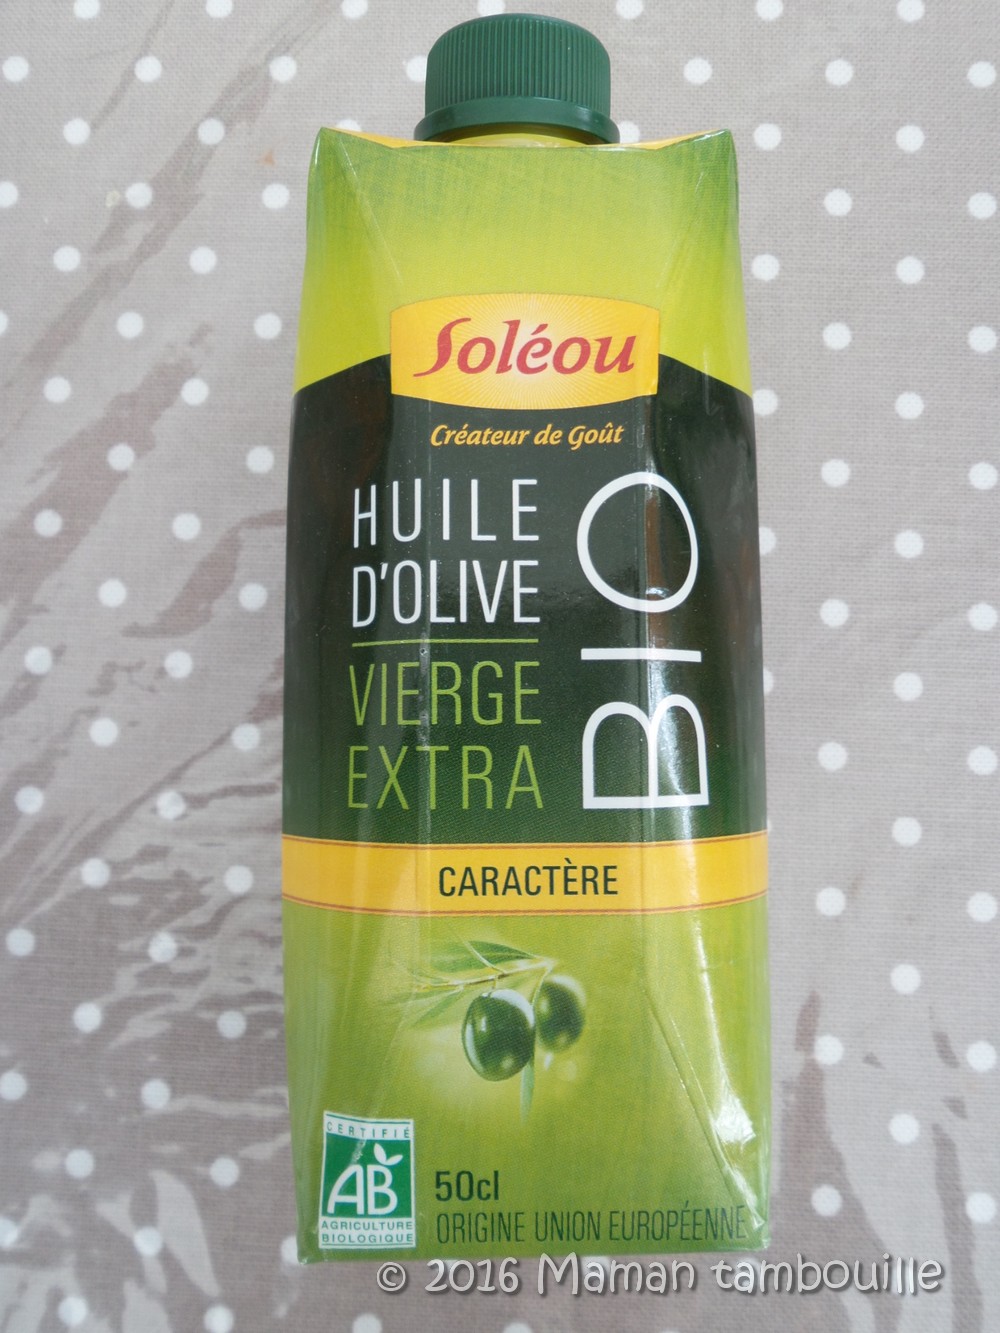 Soléou
Créateur de Goût
HUILE
D'OLIVE
VIERGE
EXTRA
BIO
CARACTÈRE
CERTIFIÉ
AB
AGRICULTURE
BIOLOGIQUE
50cl
ORIGINE UNION EUROPÉENNE
© 2016 Maman tambouille